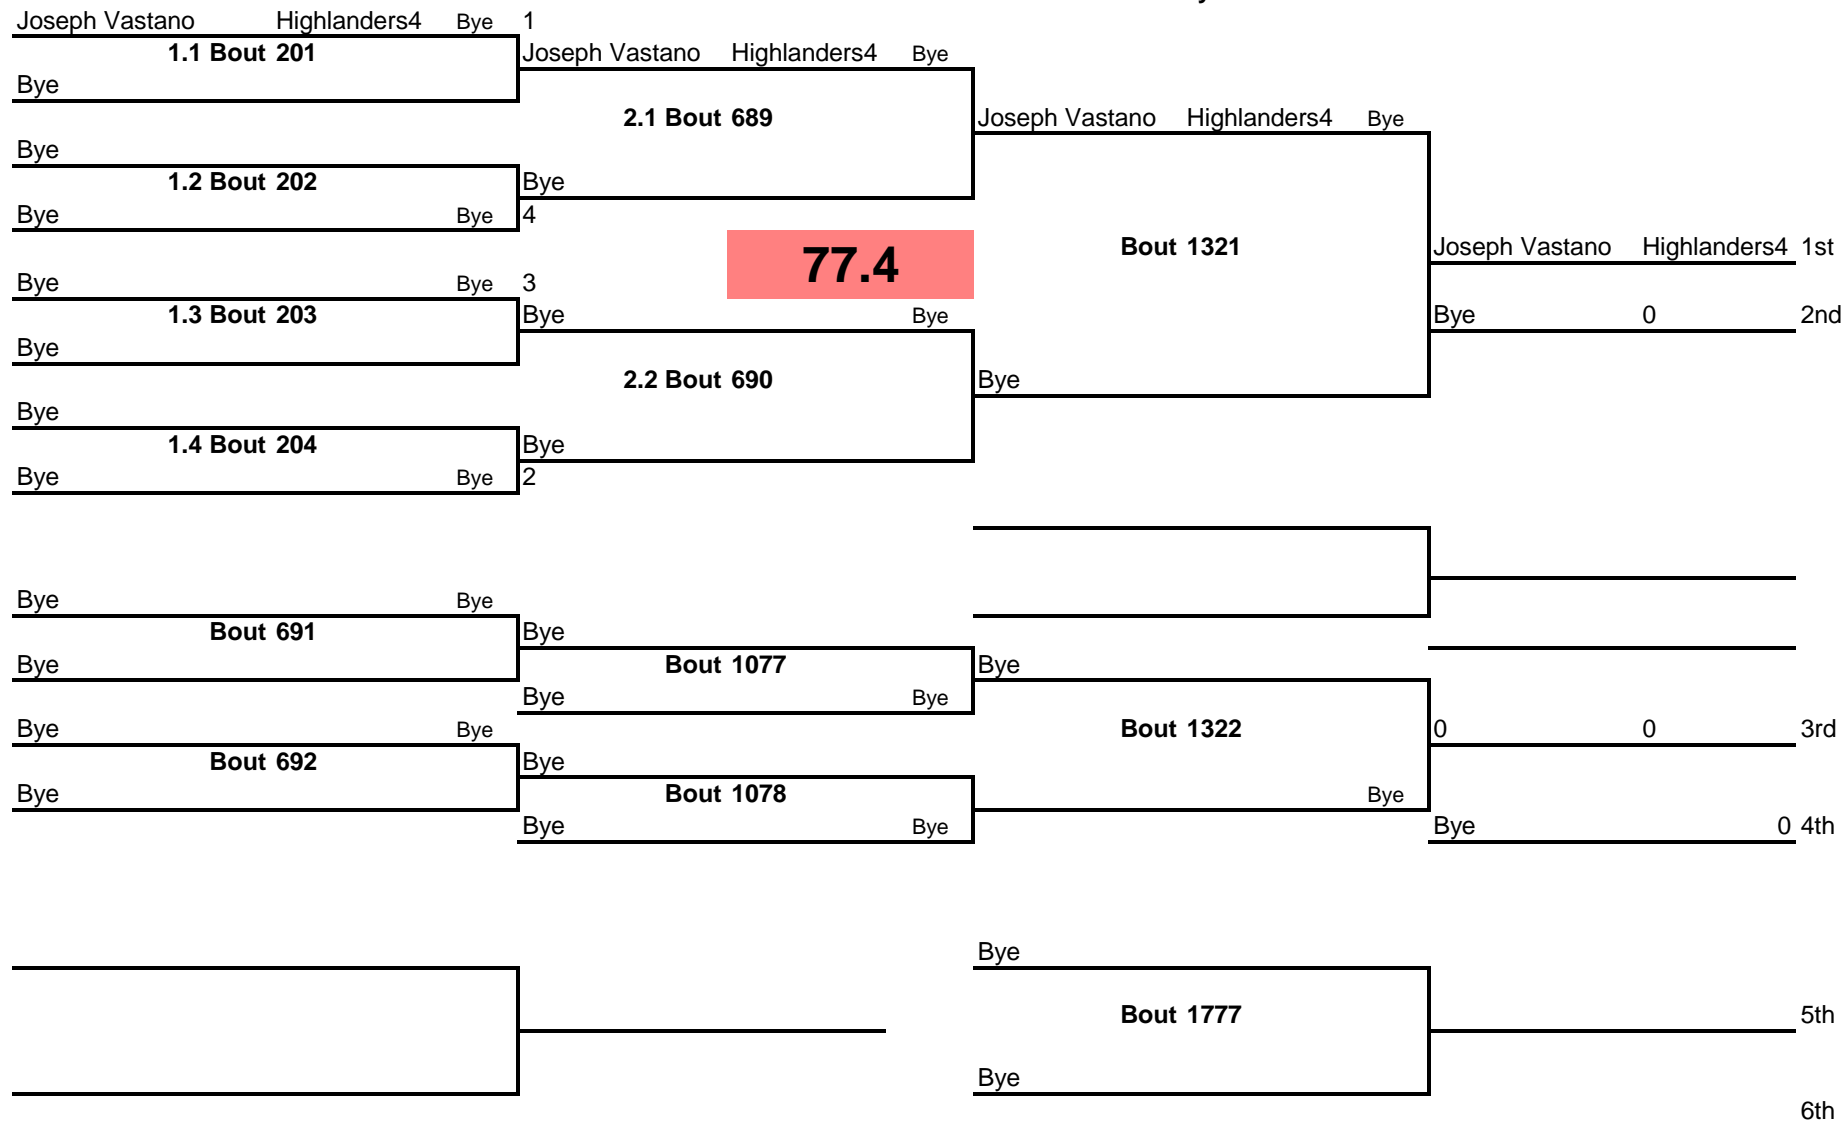 Joseph Vastano Highlanders4 Bye 1
1.1 Bout 201 Joseph Vastano Highlanders4 Bye
Bye
2.1 Bout 689 Joseph Vastano Highlanders4 Bye
Bye
1.2 Bout 202 Bye
Bye Bye 4
77.4 Bout 1321 Joseph Vastano Highlanders4 1st
Bye Bye 3
1.3 Bout 203 Bye Bye Bye 0 2nd
Bye
2.2 Bout 690 Bye
Bye
1.4 Bout 204 Bye
Bye Bye 2
Bye Bye
Bout 691 Bye
Bye Bout 1077 Bye
Bye Bye
Bye Bye Bout 1322 0 0 3rd
Bout 692 Bye
Bye Bout 1078 Bye
Bye Bye Bye 0 4th
Bye
Bout 1777 5th
Bye
6th